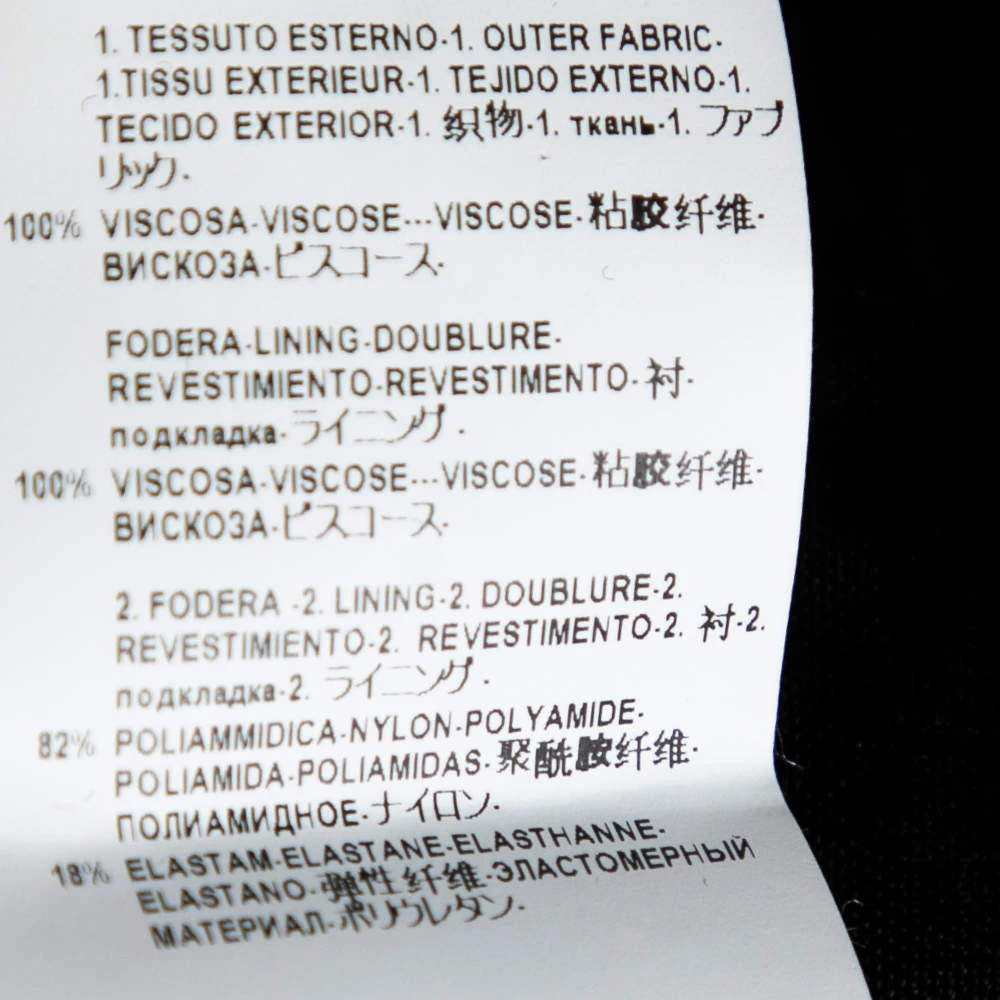 1. TESSUTO ESTERNO-1. OUTER FABRIC-
1.TISSU EXTERIEUR-1. TEJIDO EXTERNO-1.
TECIDO EXTERIOR-1. 织物-1. ткань-1. ファブ
リック-
100% VISCOSA-VISCOSE---VISCOSE-粘胶纤维-
ВИСКОЗА-ビスコース-
FODERA-LINING-DOUBLURE-
REVESTIMIENTO-REVESTIMENTO-衬-
подкладка-ライニング-
100% VISCOSA-VISCOSE---VISCOSE-粘胶纤维-
ВИСКОЗА-ビスコース-
2. FODERA -2. LINING-2. DOUBLURE-2.
REVESTIMIENTO-2. REVESTIMENTO-2. 衬-2.
подкладка-2. ライニング-
82% POLIAMMIDICA-NYLON-POLYAMIDE-
POLIAMIDA-POLIAMIDAS-聚酰胺纤维-
ПОЛИАМИДНОЕ-ナイロン-
18% ELASTAM-ELASTANE-ELASTHANNE-
ELASTANO-弹性纤维-ЭЛАСТОМЕРНЫЙ
МАТЕРИАЛ-ポリウレタン-